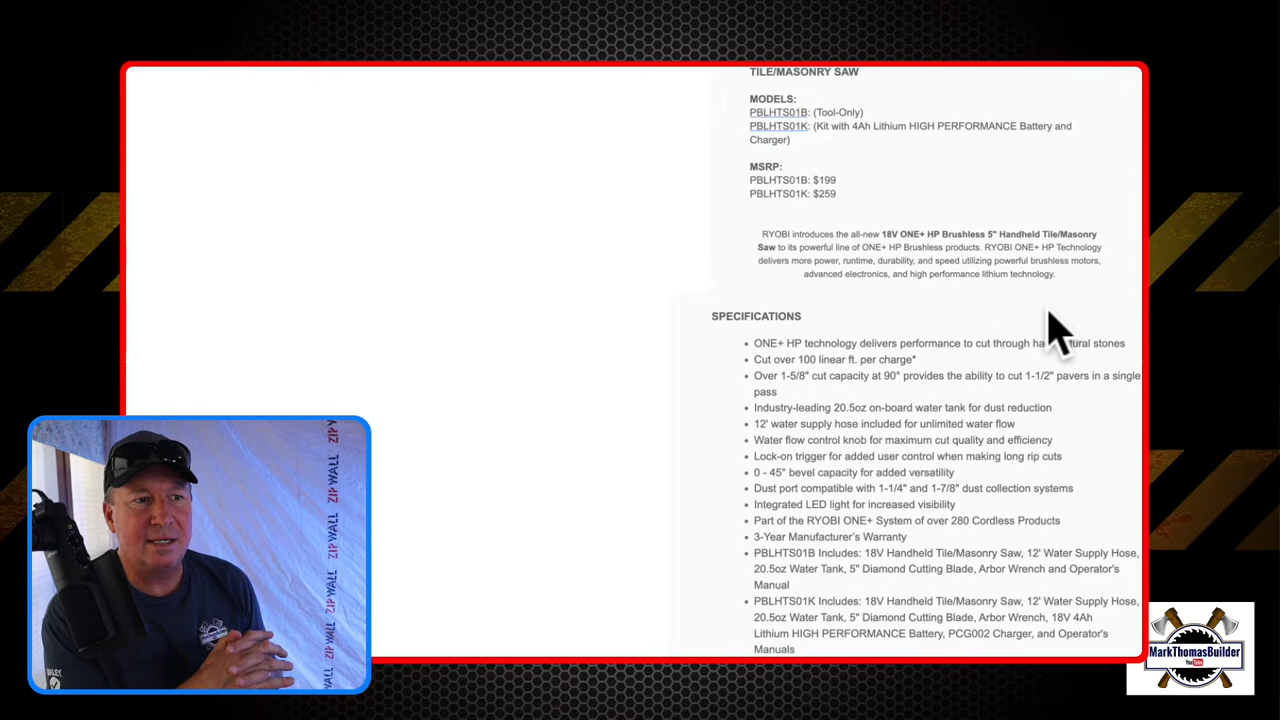 TILE/MASONRY SAW
MODELS:
PBLHTS01B: (Tool-Only)
PBLHTS01K: (Kit with 4Ah Lithium HIGH PERFORMANCE Battery and
Charger)
MSRP:
PBLHTS01B: $199
PBLHTS01K: $259
RYOBI introduces the all-new 18V ONE+ HP Brushless 5" Handheld Tile/Masonry
Saw to its powerful line of ONE+ HP Brushless products. RYOBI ONE+ HP Technology
delivers more power, runtime, durability, and speed utilizing powerful brushless motors,
advanced electronics, and high performance lithium technology.
SPECIFICATIONS
• ONE+ HP technology delivers performance to cut through stones
• Cut over 100 linear ft. per charge*
• Over 1-5/8" cut capacity at 90° provides the ability to cut 1-1/2" pavers in a single
pass
• Industry-leading 20.5oz on-board water tank for dust reduction
• 12' water supply hose included for unlimited water flow
• Water flow control knob for maximum cut quality and efficiency
• Lock-on trigger for added user control when making long rip cuts
• 0 - 45° bevel capacity for added versatility
• Dust port compatible with 1-1/4" and 1-7/8" dust collection systems
• Integrated LED light for increased visibility
• Part of the RYOBI ONE+ System of over 280 Cordless Products
• 3-Year Manufacturer's Warranty
• PBLHTS01B Includes: 18V Handheld Tile/Masonry Saw, 12' Water Supply Hose,
20.5oz Water Tank, 5" Diamond Cutting Blade, Arbor Wrench and Operator's
Manual
• PBLHTS01K Includes: 18V Handheld Tile/Masonry Saw, 12' Water Supply Hose,
20.5oz Water Tank, 5" Diamond Cutting Blade, Arbor Wrench, 18V 4Ah
Lithium HIGH PERFORMANCE Battery, PCG002 Charger, and Operator's
Manuals
ZIPWALL
ZIPWALL
ZIPWALL
MarkThomasBuilder
You Tube